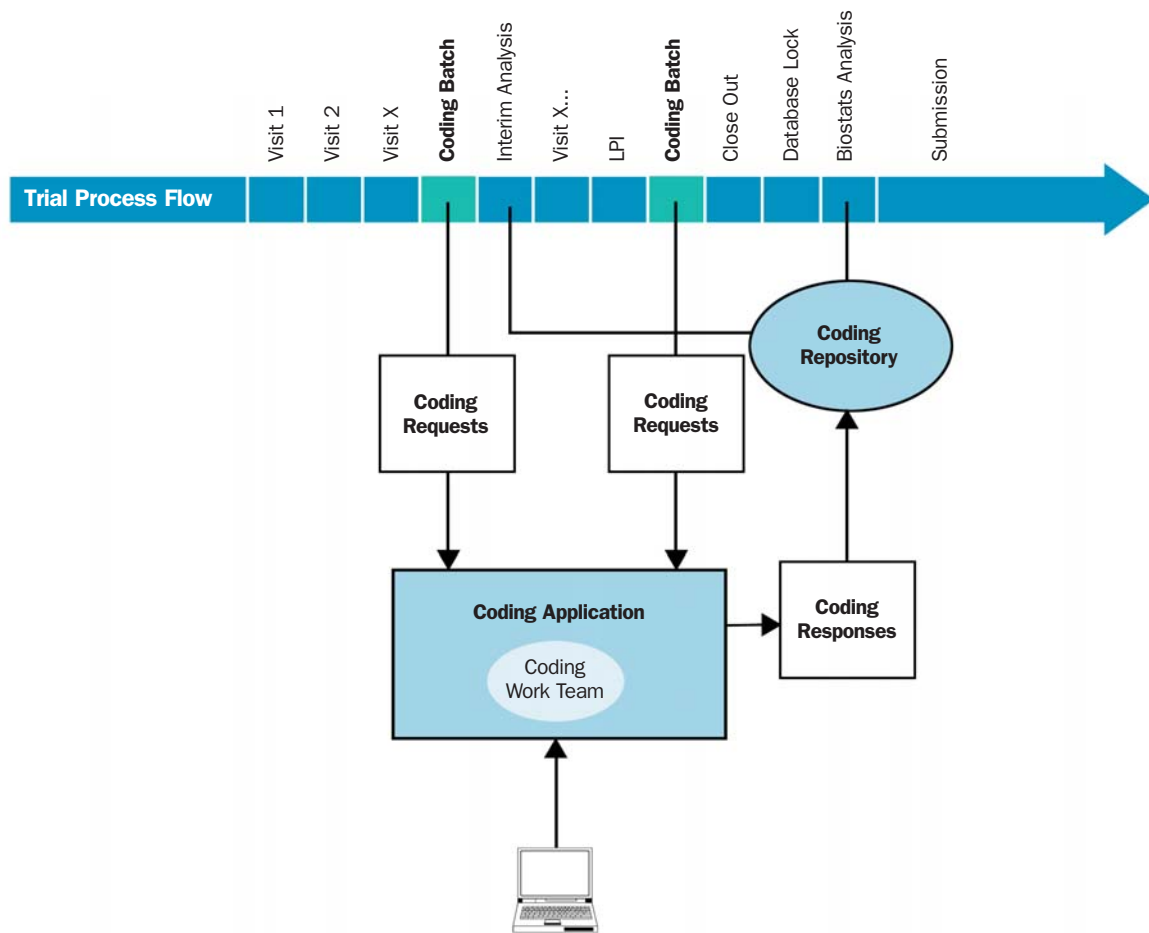 Visit 1
Visit 2
Visit X
Coding Batch
Interim Analysis
Visit X...
LPI
Coding Batch
Close Out
Database Lock
Biostats Analysis
Submission
Trial Process Flow
Coding
Repository
Coding
Requests
Coding
Requests
Coding Application
Coding
Work Team
Coding
Responses